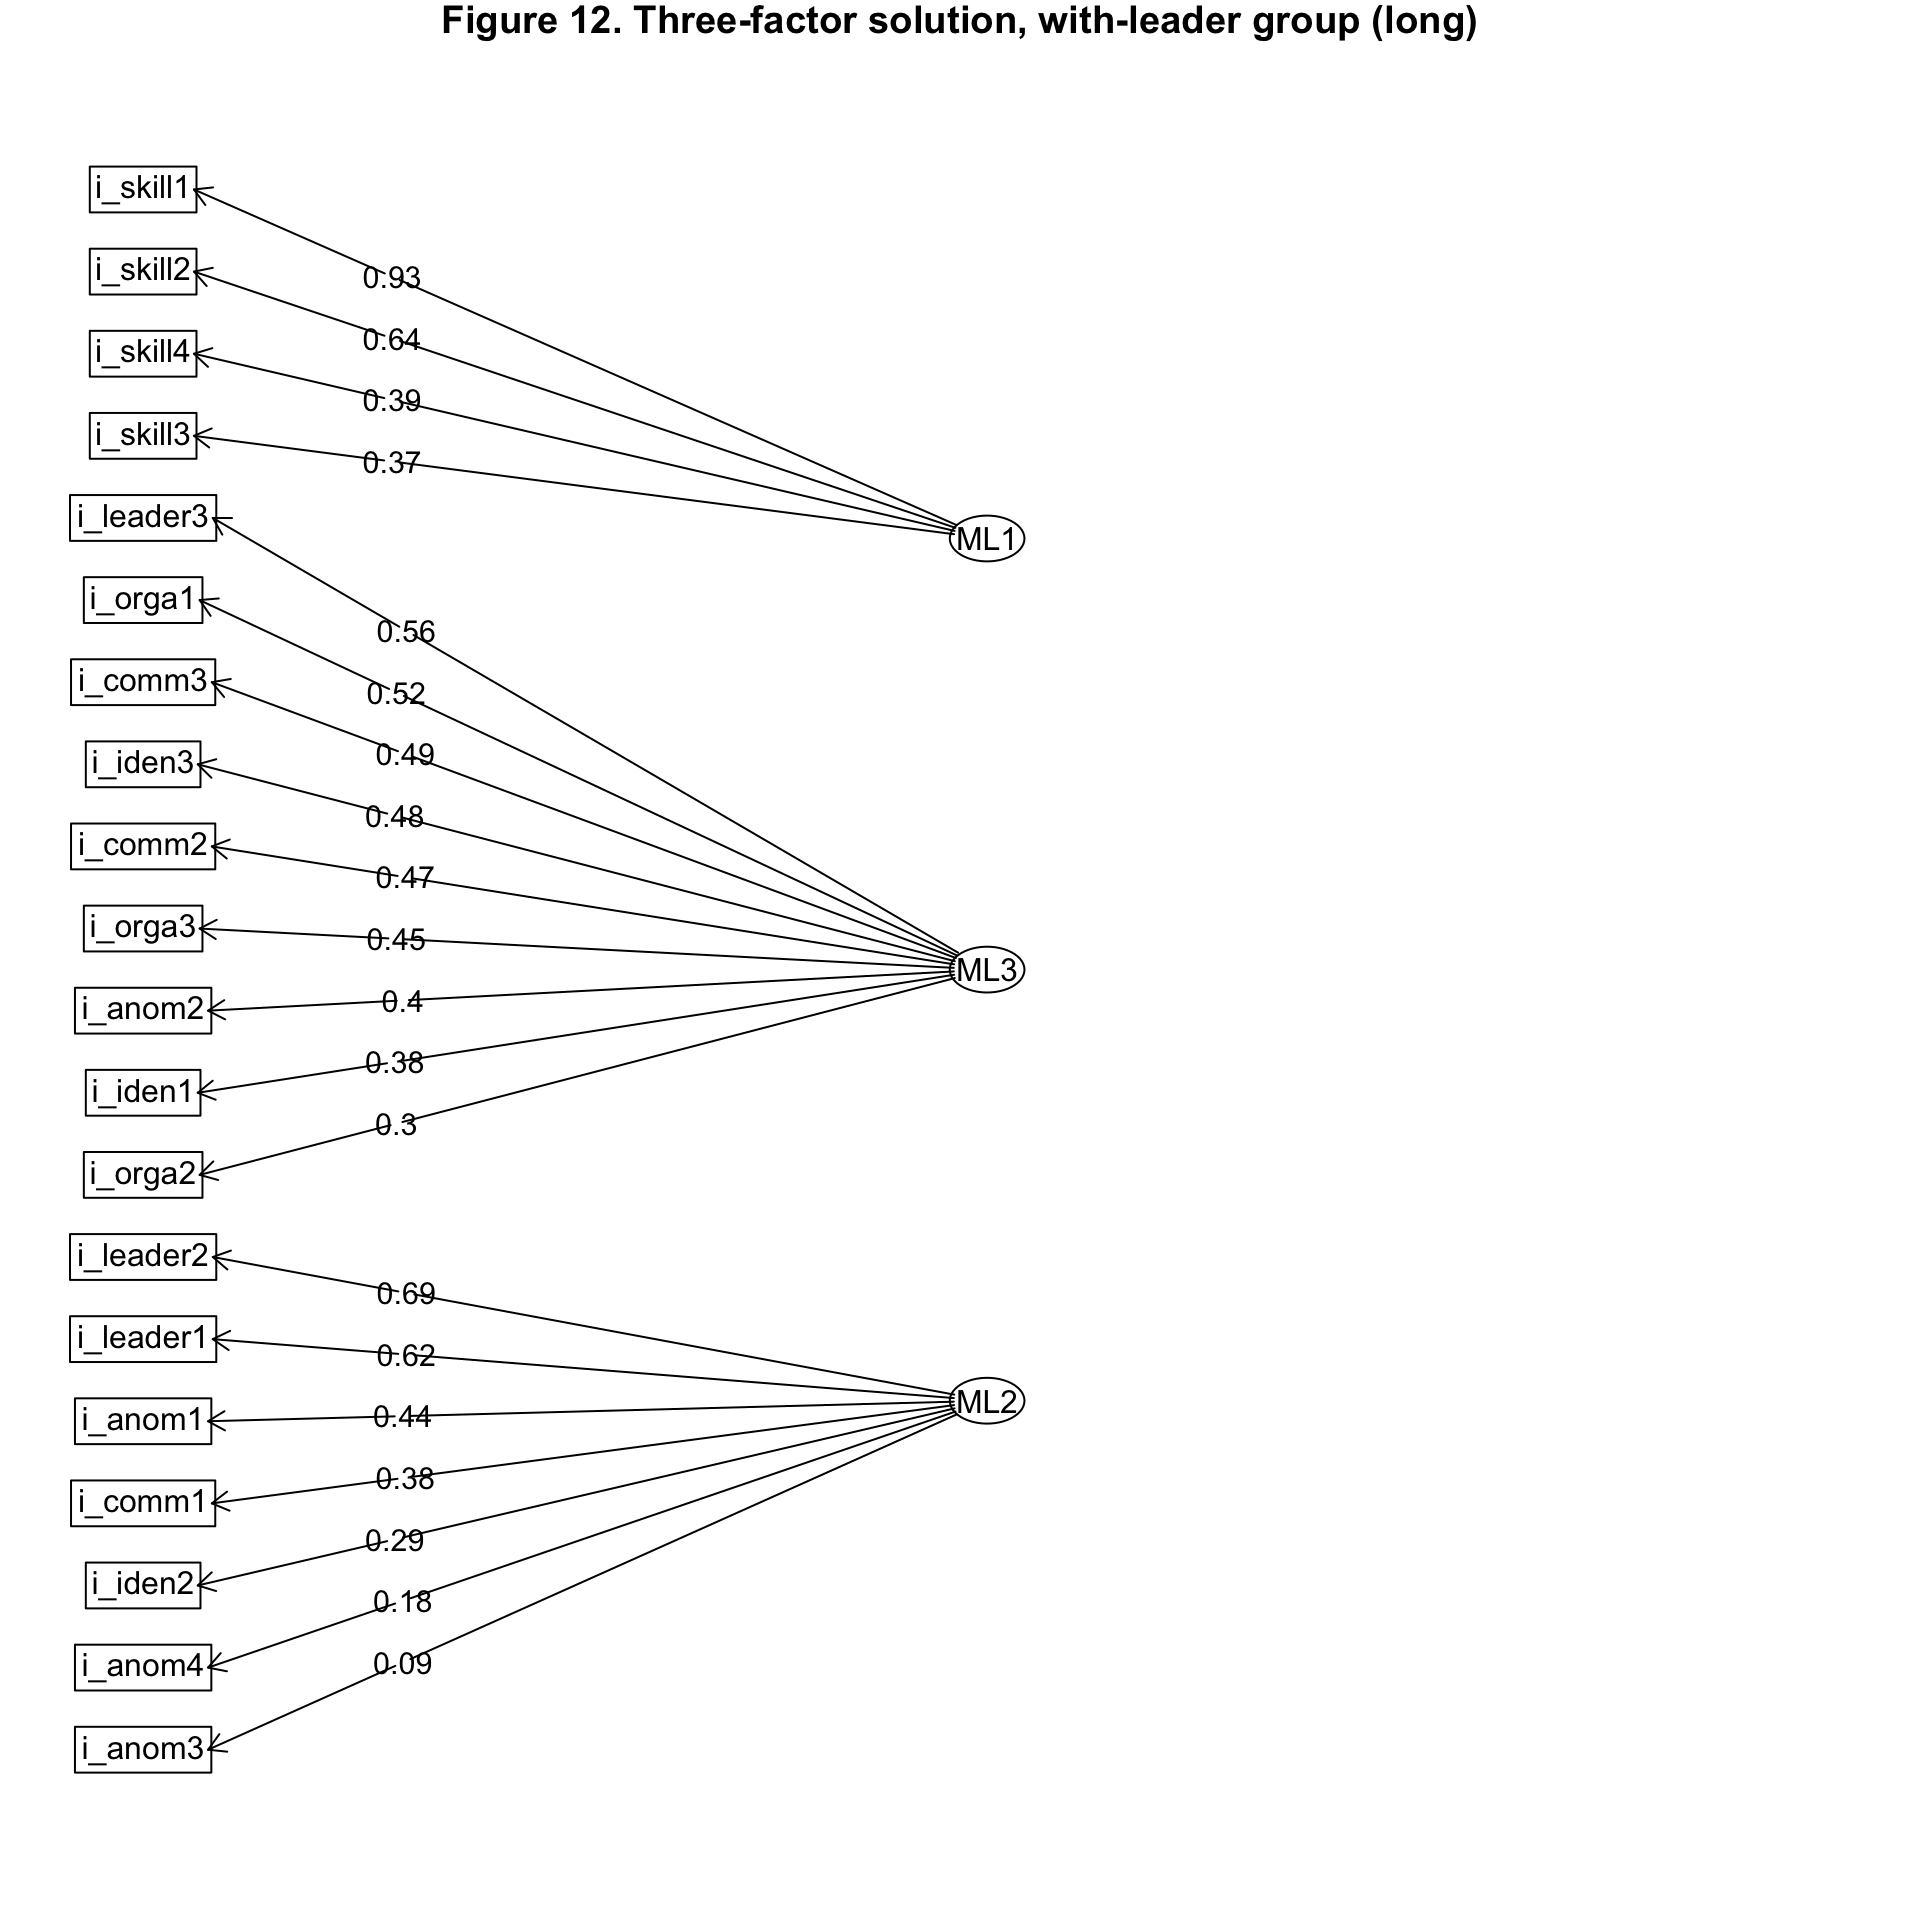 Figure 12. Three-factor solution, with-leader group (long)
i_skill1
i_skill2
i_skill4
i_skill3
i_leader3
i_orga1
i_comm3
i_iden3
i_comm2
i_orga3
i_anom2
i_iden1
i_orga2
i_leader2
i_leader1
i_anom1
i_comm1
i_iden2
i_anom4
i_anom3
0.93
0.64
0.39
0.37
0.56
0.52
0.49
0.48
0.47
0.45
0.4
0.38
0.3
0.69
0.62
0.44
0.38
0.29
0.18
0.09
ML1
ML3
ML2